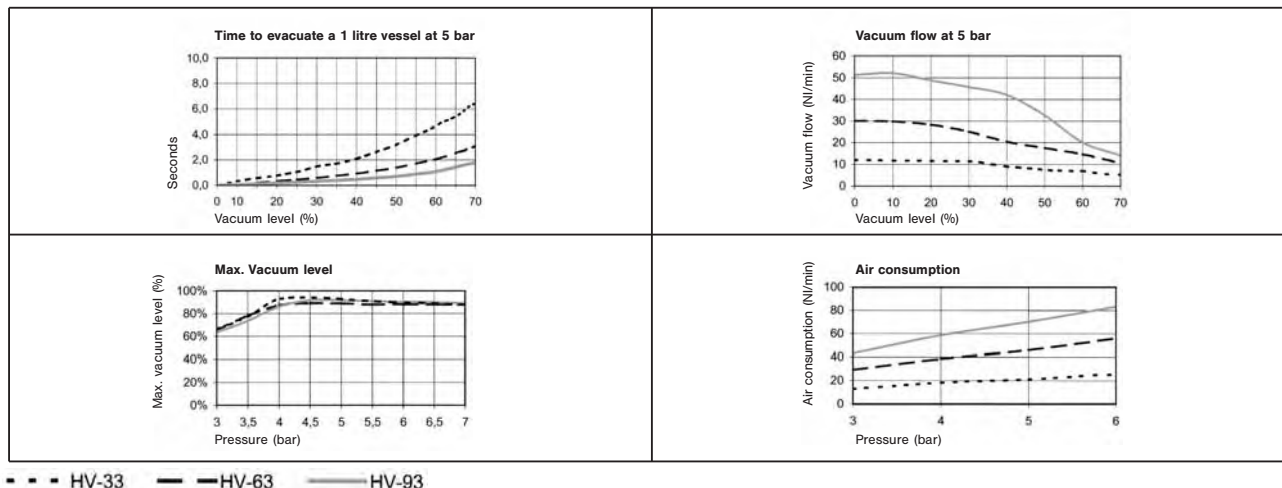 Time to evacuate a 1 litre vessel at 5 bar
Seconds
10,0
8,0
6,0
4,0
2,0
0,0
0 10 20 30 40 50 60 70
Vacuum level (%)
Vacuum flow at 5 bar
Vacuum flow (Nl/min)
60
50
40
30
20
10
0
0 10 20 30 40 50 60 70
Vacuum level (%)
Max. Vacuum level
Max. vacuum level (%)
100%
80%
60%
40%
20%
0%
3 3,5 4 4,5 5 5,5 6 6,5 7
Pressure (bar)
Air consumption
Air consumption (Nl/min)
100
80
60
40
20
0
3 4 5 6
Pressure (bar)
HV-33 HV-63 HV-93